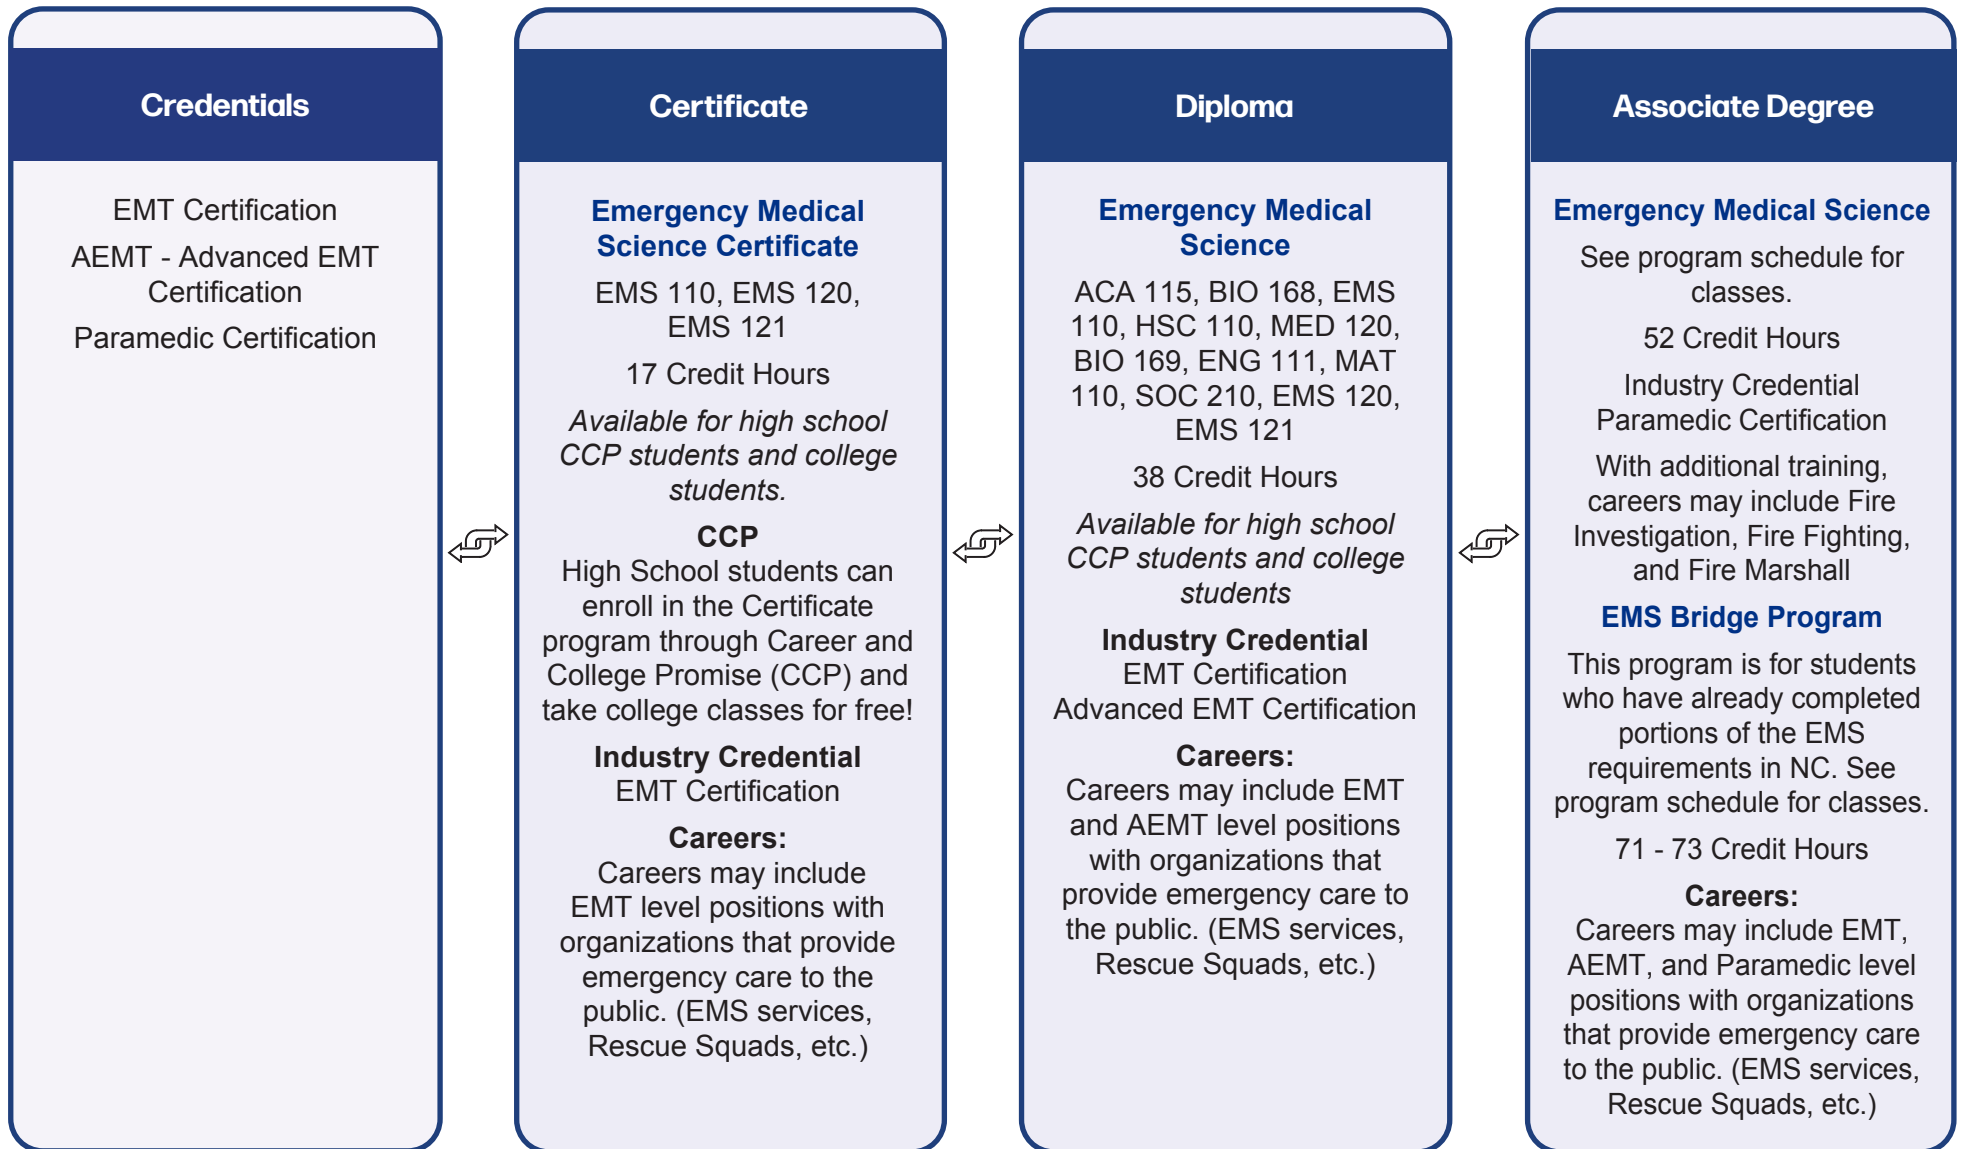 Credentials
EMT Certification
AEMT - Advanced EMT
Certification
Paramedic Certification
Certificate
Emergency Medical
Science Certificate
EMS 110, EMS 120,
EMS 121
17 Credit Hours
Available for high school
CCP students and college
students.
CCP
High School students can
enroll in the Certificate
program through Career and
College Promise (CCP) and
take college classes for free!
Industry Credential
EMT Certification
Careers:
Careers may include
EMT level positions with
organizations that provide
emergency care to the
public. (EMS services,
Rescue Squads, etc.)
Diploma
Emergency Medical
Science
ACA 115, BIO 168, EMS
110, HSC 110, MED 120,
BIO 169, ENG 111, MAT
110, SOC 210, EMS 120,
EMS 121
38 Credit Hours
Available for high school
CCP students and college
students
Industry Credential
EMT Certification
Advanced EMT Certification
Careers:
Careers may include EMT
and AEMT level positions
with organizations that
provide emergency care to
the public. (EMS services,
Rescue Squads, etc.)
Associate Degree
Emergency Medical Science
See program schedule for
classes.
52 Credit Hours
Industry Credential
Paramedic Certification
With additional training,
careers may include Fire
Investigation, Fire Fighting,
and Fire Marshall
EMS Bridge Program
This program is for students
who have already completed
portions of the EMS
requirements in NC. See
program schedule for classes.
71 - 73 Credit Hours
Careers:
Careers may include EMT,
AEMT, and Paramedic level
positions with organizations
that provide emergency care
to the public. (EMS services,
Rescue Squads, etc.)